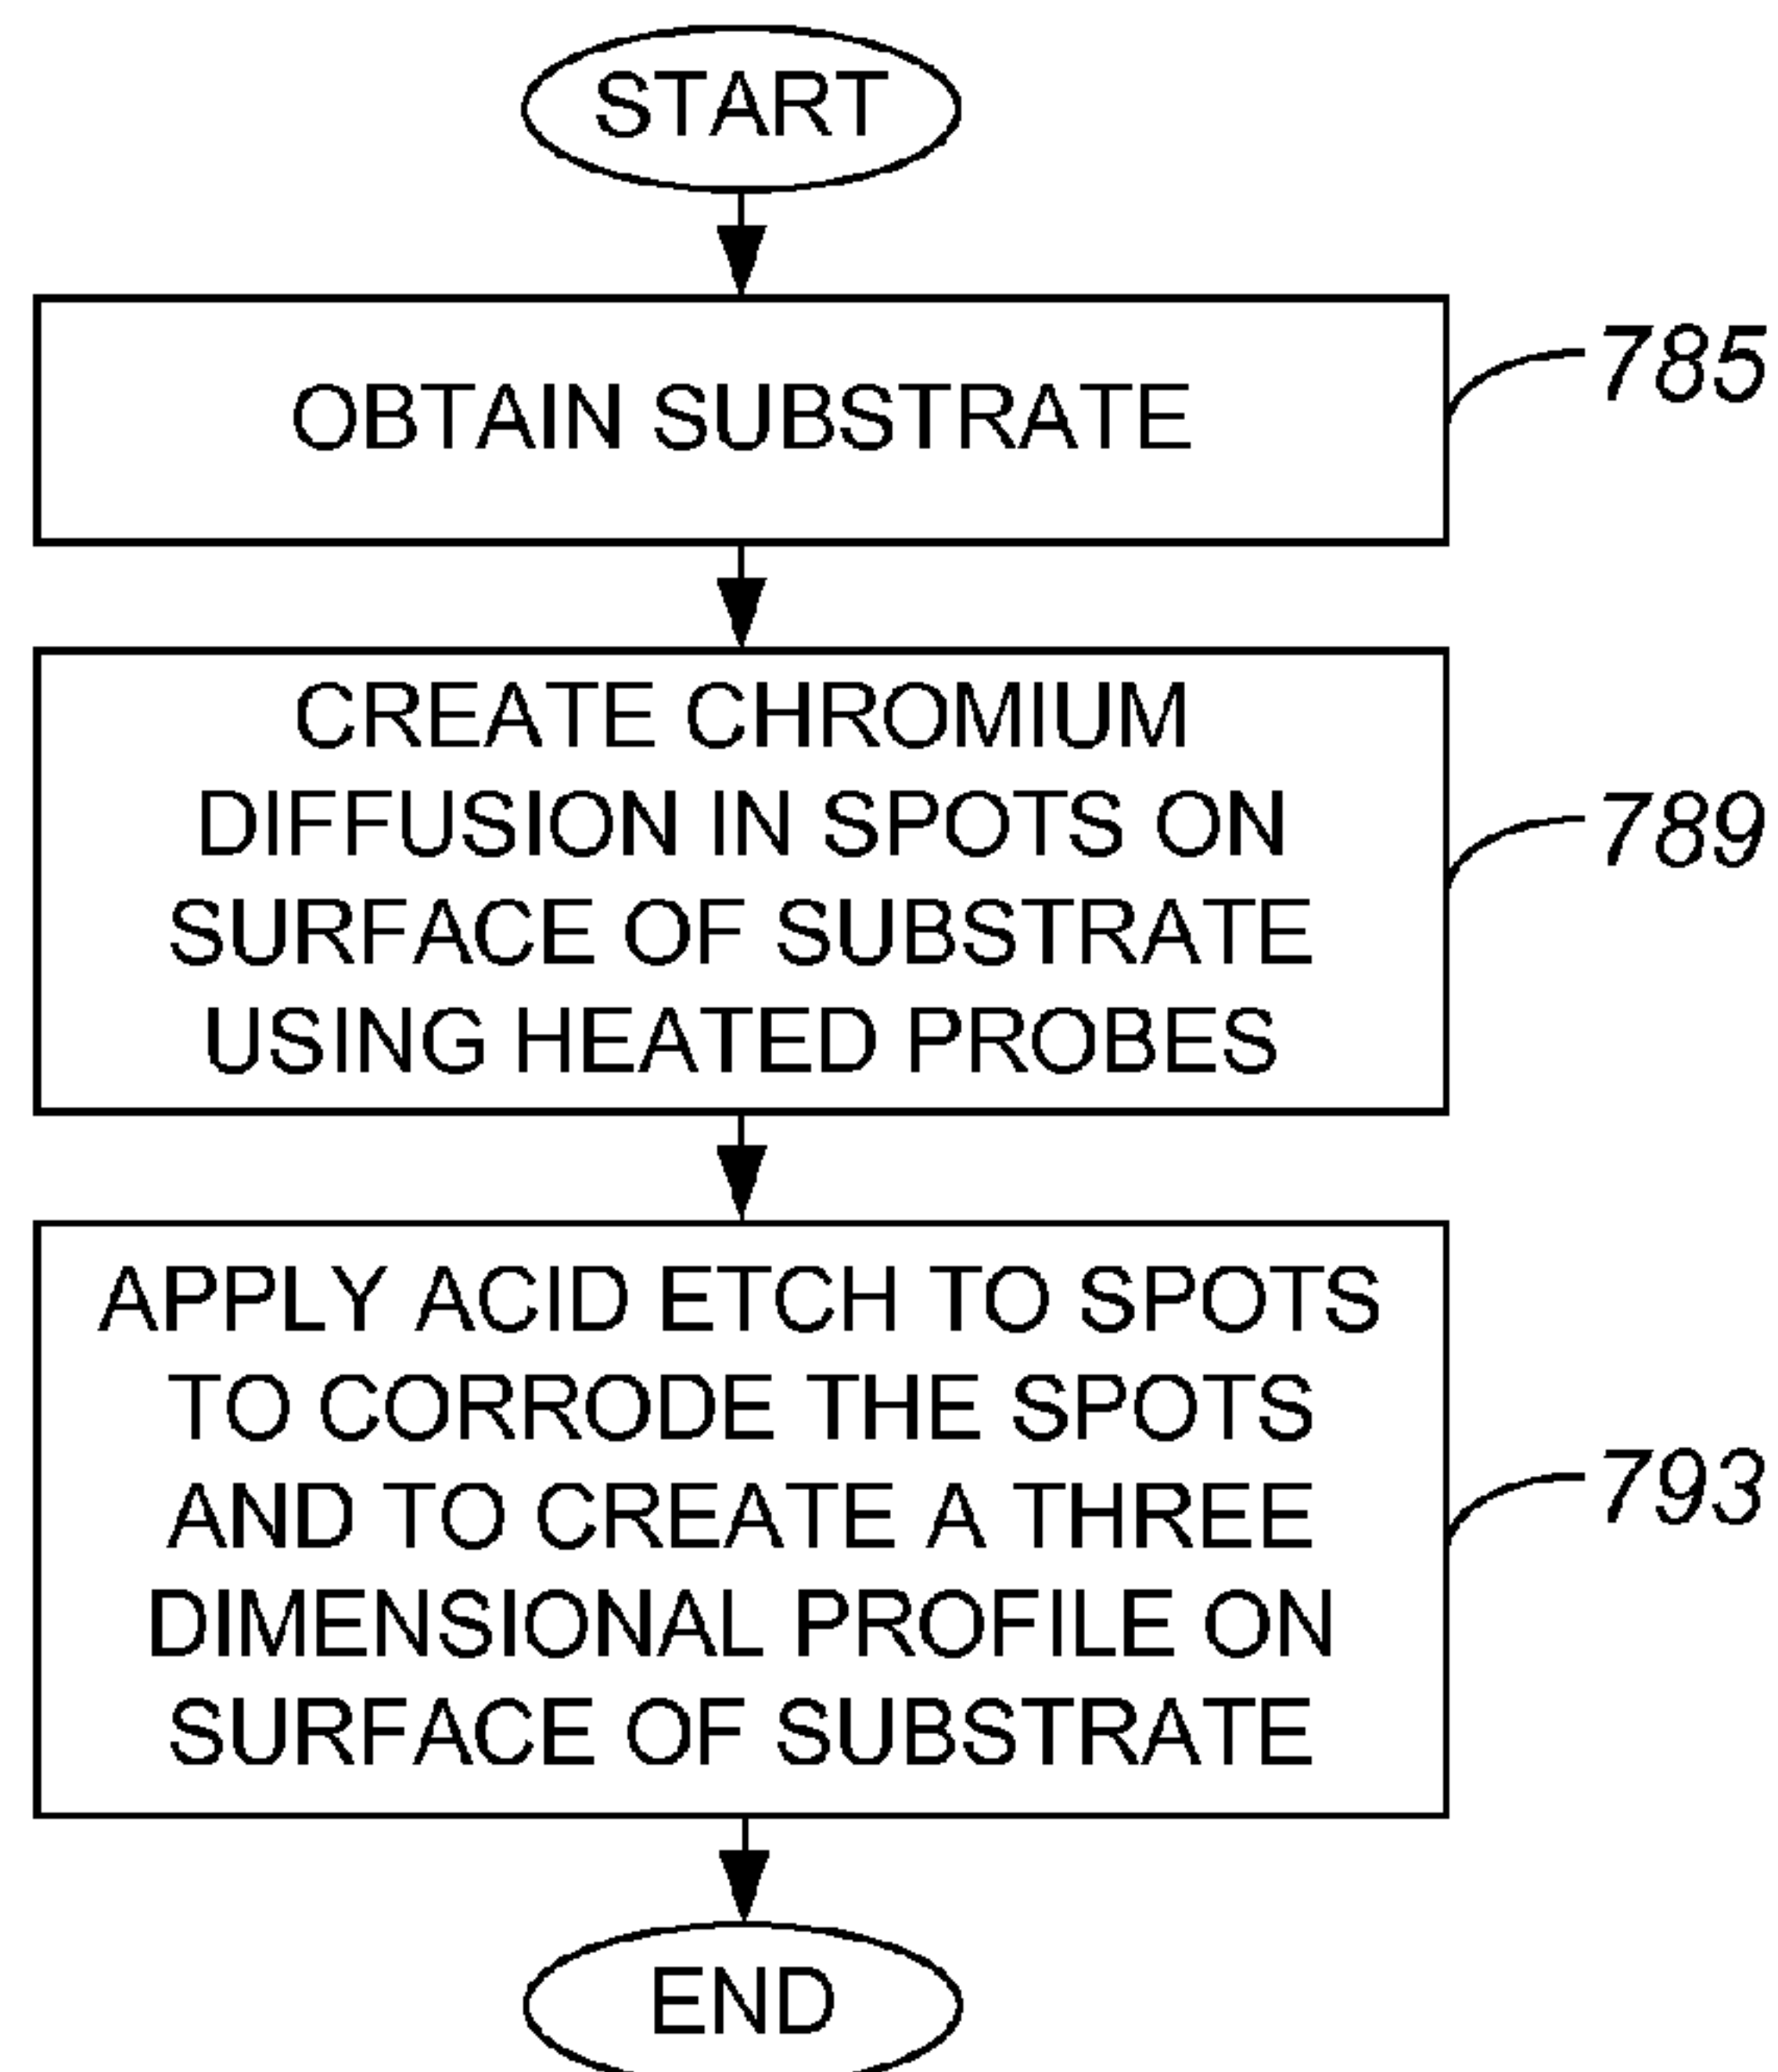 START
OBTAIN SUBSTRATE
785
CREATE CHROMIUM
DIFFUSION IN SPOTS ON
SURFACE OF SUBSTRATE
USING HEATED PROBES
789
APPLY ACID ETCH TO SPOTS
TO CORRODE THE SPOTS
AND TO CREATE A THREE
DIMENSIONAL PROFILE ON
SURFACE OF SUBSTRATE
793
END